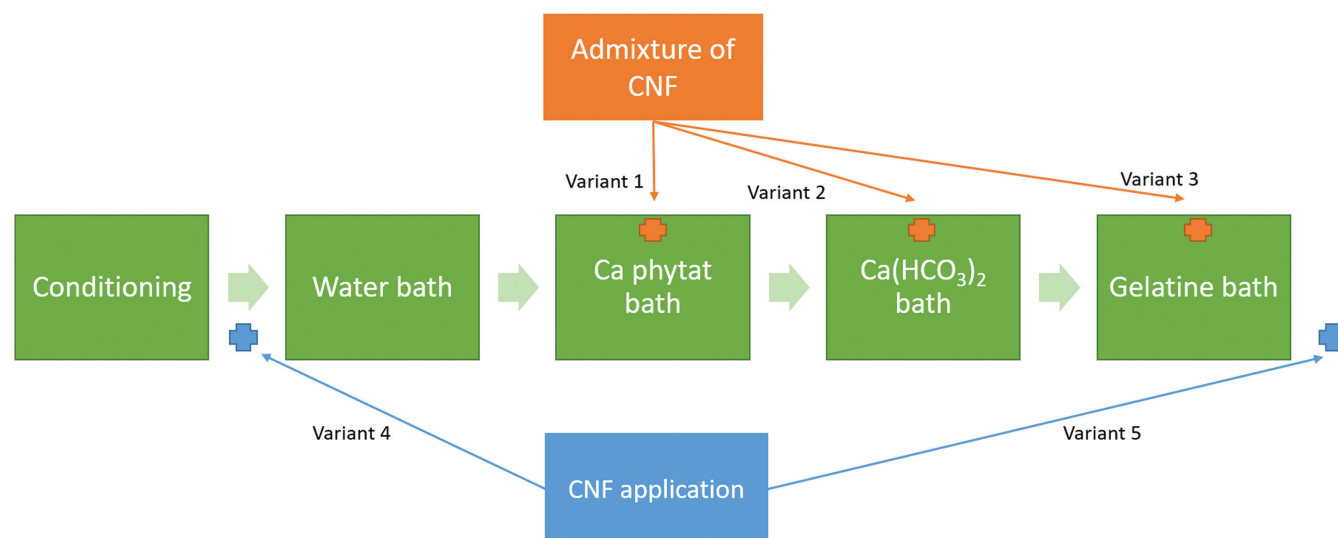 Admixture of
CNF
Variant 1
Variant 2
Variant 3
Conditioning
Water bath
Ca phytat
bath
Ca(HCO₃)₂
bath
Gelatine bath
Variant 4
Variant 5
CNF application